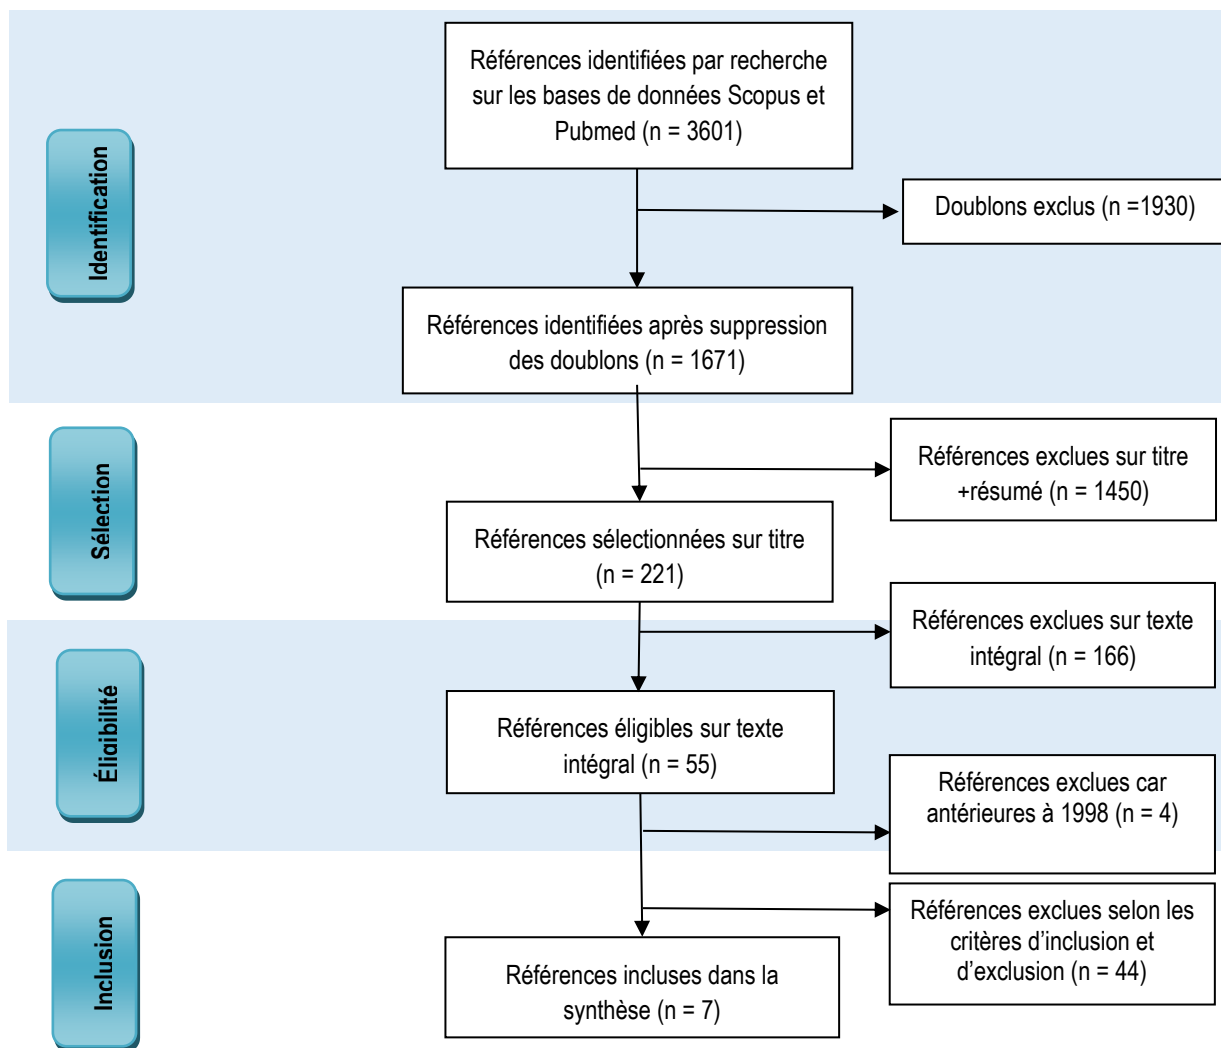 Références identifiées par recherche
sur les bases de données Scopus et
Pubmed (n = 3601)
Identification
Doublons exclus (n =1930)
Références identifiées après suppression
des doublons (n = 1671)
Références exclues sur titre
+résumé (n = 1450)
Sélection
Références sélectionnées sur titre
(n = 221)
Références exclues sur texte
intégral (n = 166)
Éligibilité
Références éligibles sur texte
intégral (n = 55)
Références exclues car
antérieures à 1998 (n = 4)
Références exclues selon les
critères d’inclusion et
d’exclusion (n = 44)
Inclusion
Références incluses dans la
synthèse (n = 7)